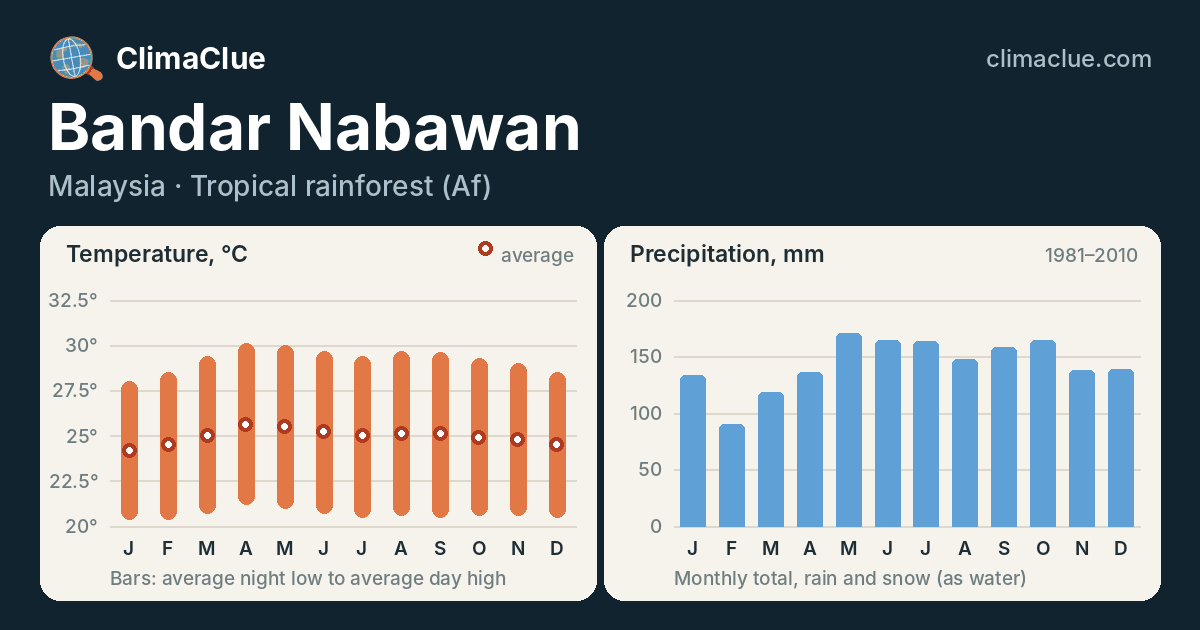 ClimaClue
climaclue.com
Bandar Nabawan
Malaysia · Tropical rainforest (Af)
Temperature, °C
average
32.5°
30°
27.5°
25°
22.5°
20°
J F M A M J J A S O N D
Bars: average night low to average day high
Precipitation, mm
1981–2010
200
150
100
50
0
J F M A M J J A S O N D
Monthly total, rain and snow (as water)